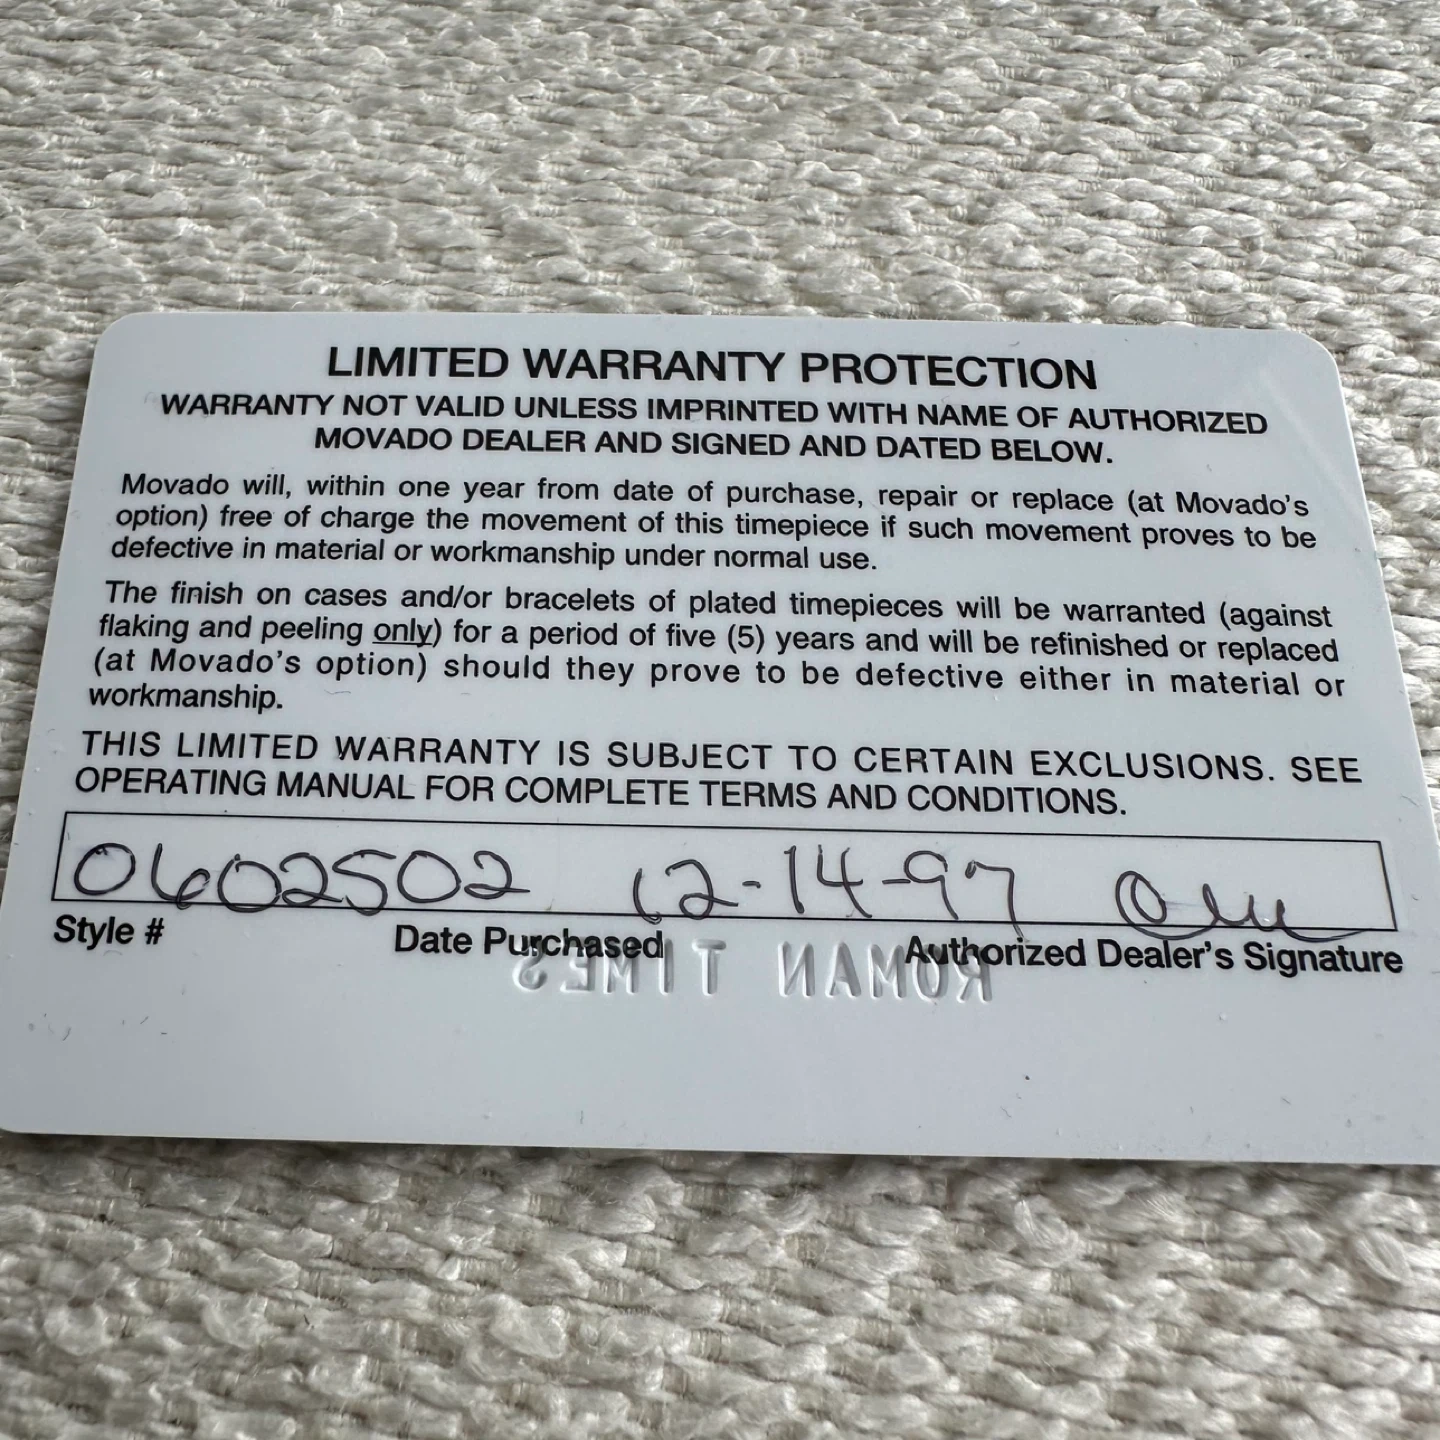 LIMITED WARRANTY PROTECTION
WARRANTY NOT VALID UNLESS IMPRINTED WITH NAME OF AUTHORIZED
MOVADO DEALER AND SIGNED AND DATED BELOW.
Movado will, within one year from date of purchase, repair or replace (at Movado's
option) free of charge the movement of this timepiece if such movement proves to be
defective in material or workmanship under normal use.
The finish on cases and/or bracelets of plated timepieces will be warranted (against
flaking and peeling only) for a period of five (5) years and will be refinished or replaced
(at Movado's option) should they prove to be defective either in material or
workmanship.
THIS LIMITED WARRANTY IS SUBJECT TO CERTAIN EXCLUSIONS. SEE
OPERATING MANUAL FOR COMPLETE TERMS AND CONDITIONS.
0602502 12-14-97
Style # Date Purchased Authorized Dealer's Signature
ROMAN TIMES